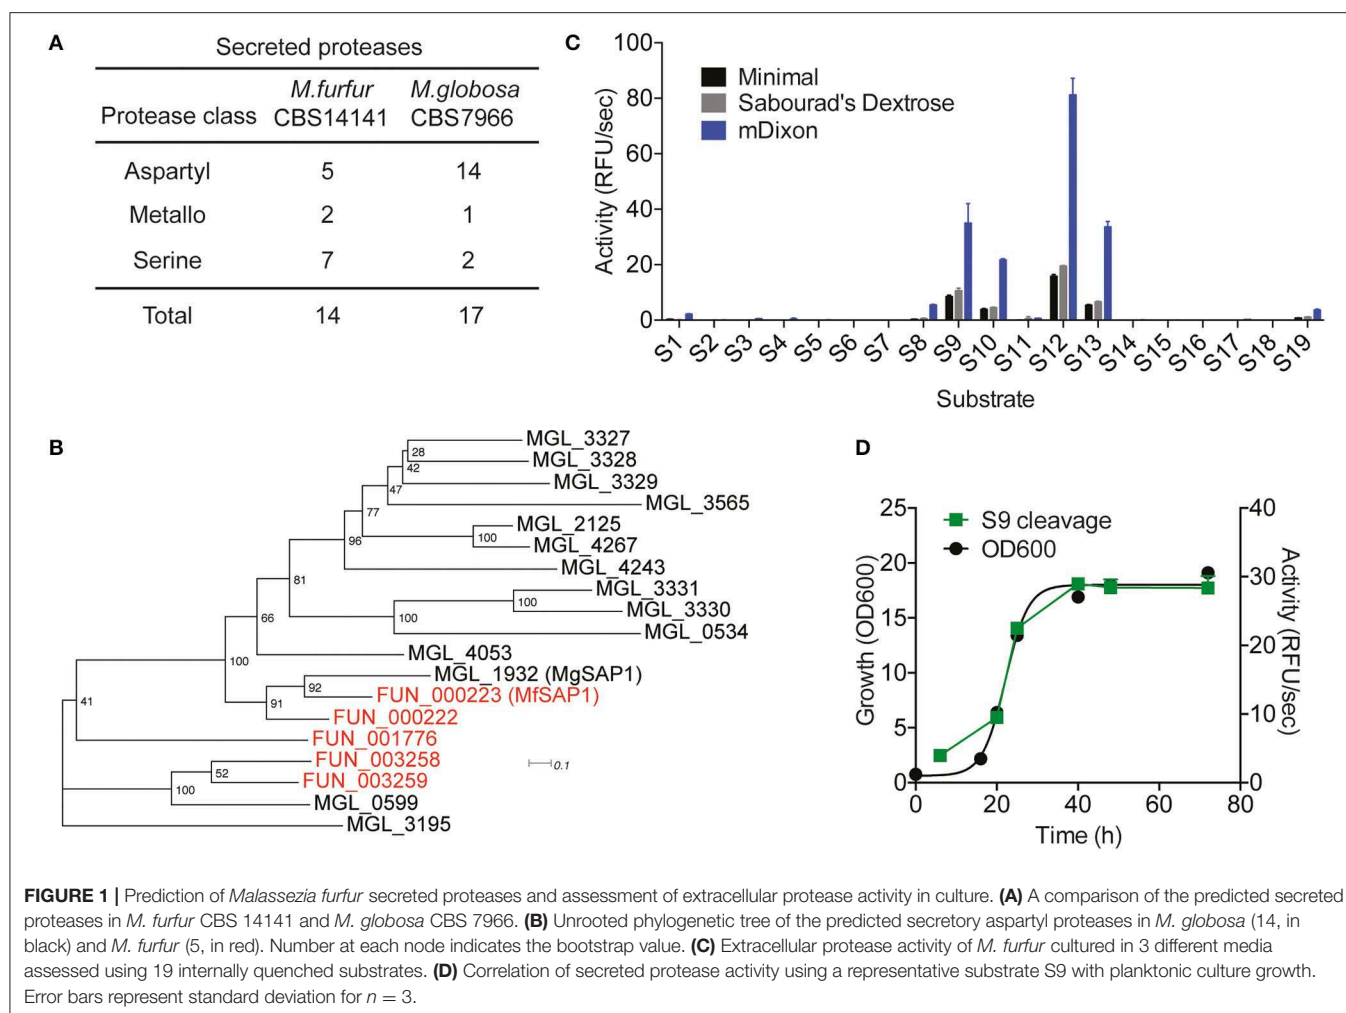 A
Secreted proteases
Protease class M.furfur CBS14141 M.globosa CBS7966
Aspartyl 5 14
Metallo 2 1
Serine 7 2
Total 14 17
C
100
80
60
40
20
0
Activity (RFU/sec)
Minimal
Sabourad's Dextrose
mDixon
S1 S2 S3 S4 S5 S6 S7 S8 S9 S10 S11 S12 S13 S14 S15 S16 S17 S18 S19
Substrate
B
MGL_3327
28
MGL_3328
42
MGL_3329
47
MGL_3565
77
MGL_2125
100
MGL_4267
96
MGL_4243
81
MGL_3331
100
MGL_3330
100
MGL_0534
66
MGL_4053
100
MGL_1932 (MgSAP1)
92
FUN_000223 (MfSAP1)
91
FUN_000222
41
FUN_001776
FUN_003258
52
FUN_003259
100
MGL_0599
MGL_3195
0.1
D
25
20
15
10
5
0
Growth (OD600)
S9 cleavage
OD600
40
30
20
10
0
Activity (RFU/sec)
0 20 40 60 80
Time (h)
FIGURE 1 | Prediction of Malassezia furfur secreted proteases and assessment of extracellular protease activity in culture. (A) A comparison of the predicted secreted
proteases in M. furfur CBS 14141 and M. globosa CBS 7966. (B) Unrooted phylogenetic tree of the predicted secretory aspartyl proteases in M. globosa (14, in
black) and M. furfur (5, in red). Number at each node indicates the bootstrap value. (C) Extracellular protease activity of M. furfur cultured in 3 different media
assessed using 19 internally quenched substrates. (D) Correlation of secreted protease activity using a representative substrate S9 with planktonic culture growth.
Error bars represent standard deviation for n = 3.